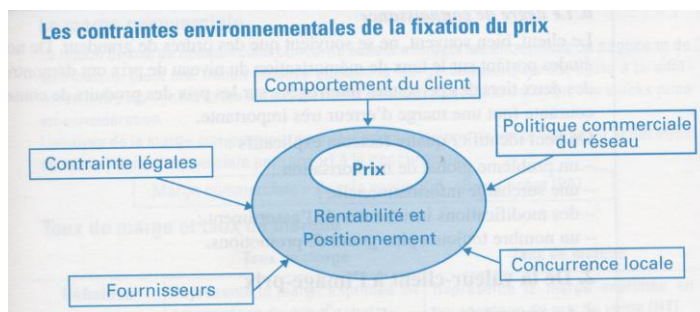 Les contraintes environnementales de la fixation du prix
Comportement du client
Politique commerciale
du réseau
Contrainte légales
Prix
Rentabilité et
Positionnement
Fournisseurs
Concurrence locale